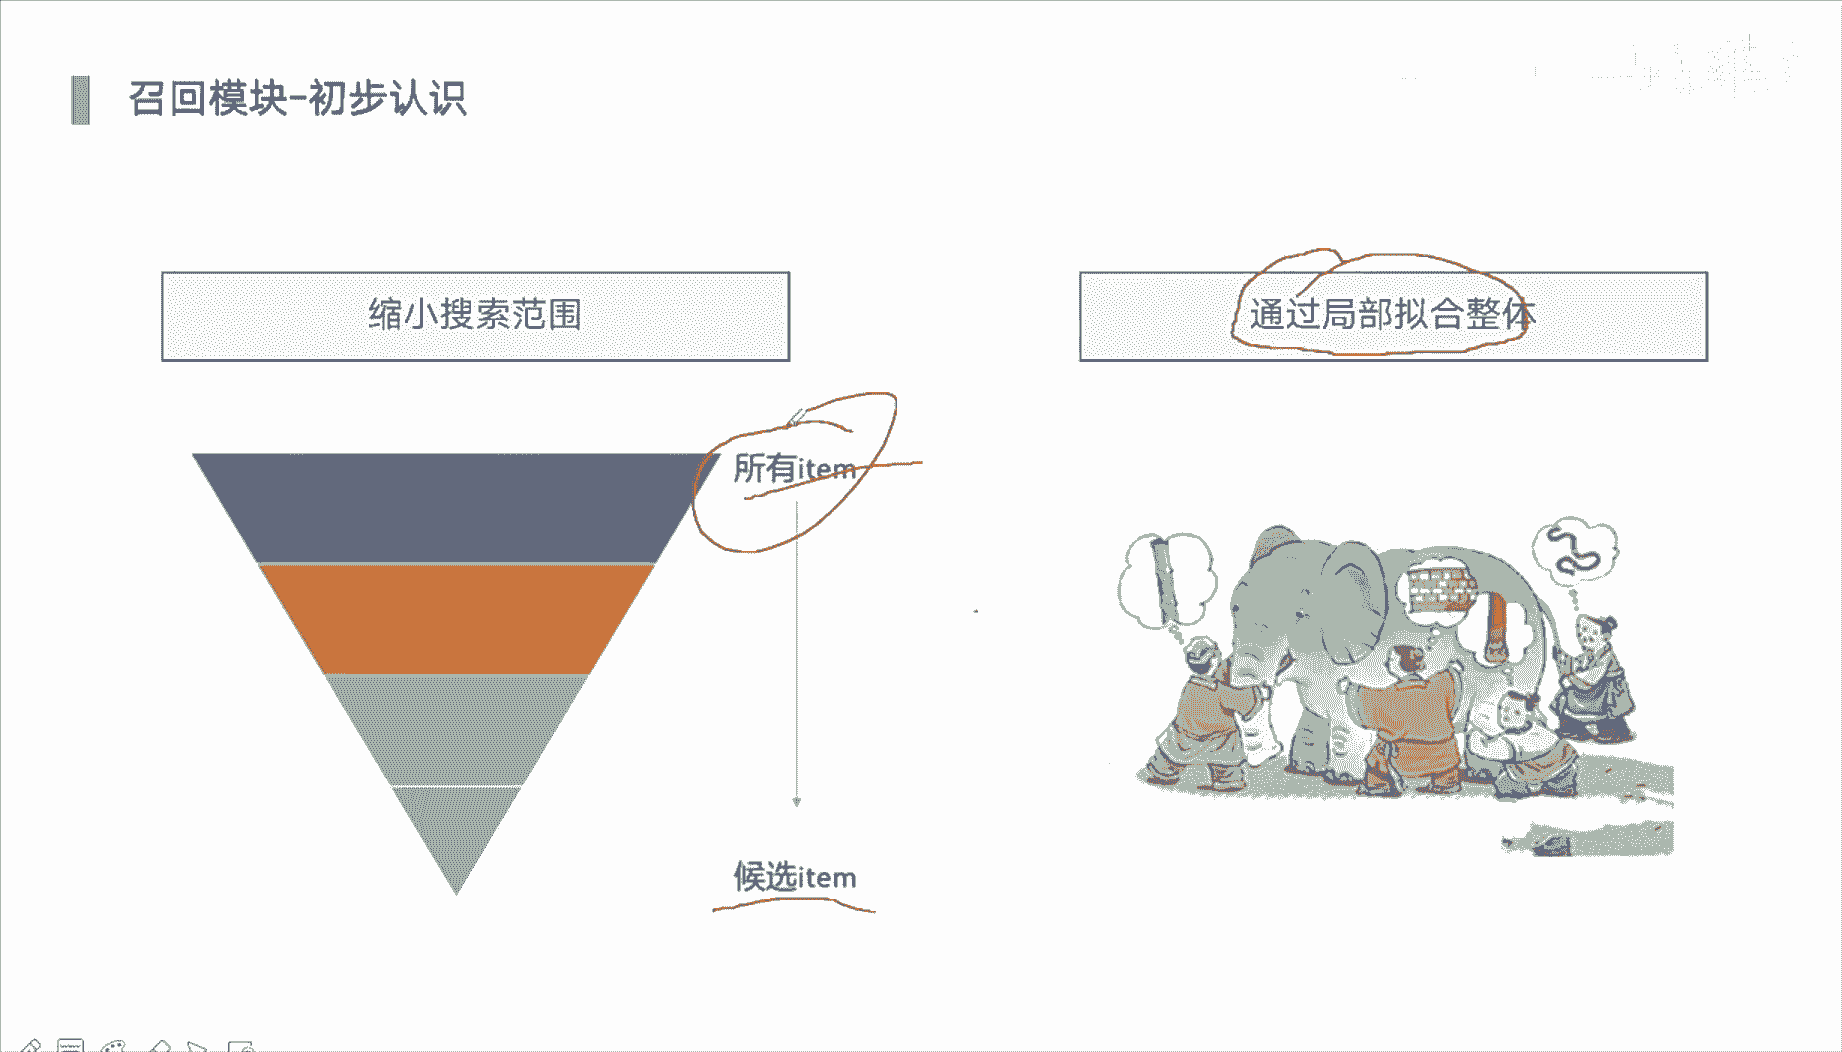 召回模块-初步认识
缩小搜索范围
通过局部拟合整体
所有item
候选item